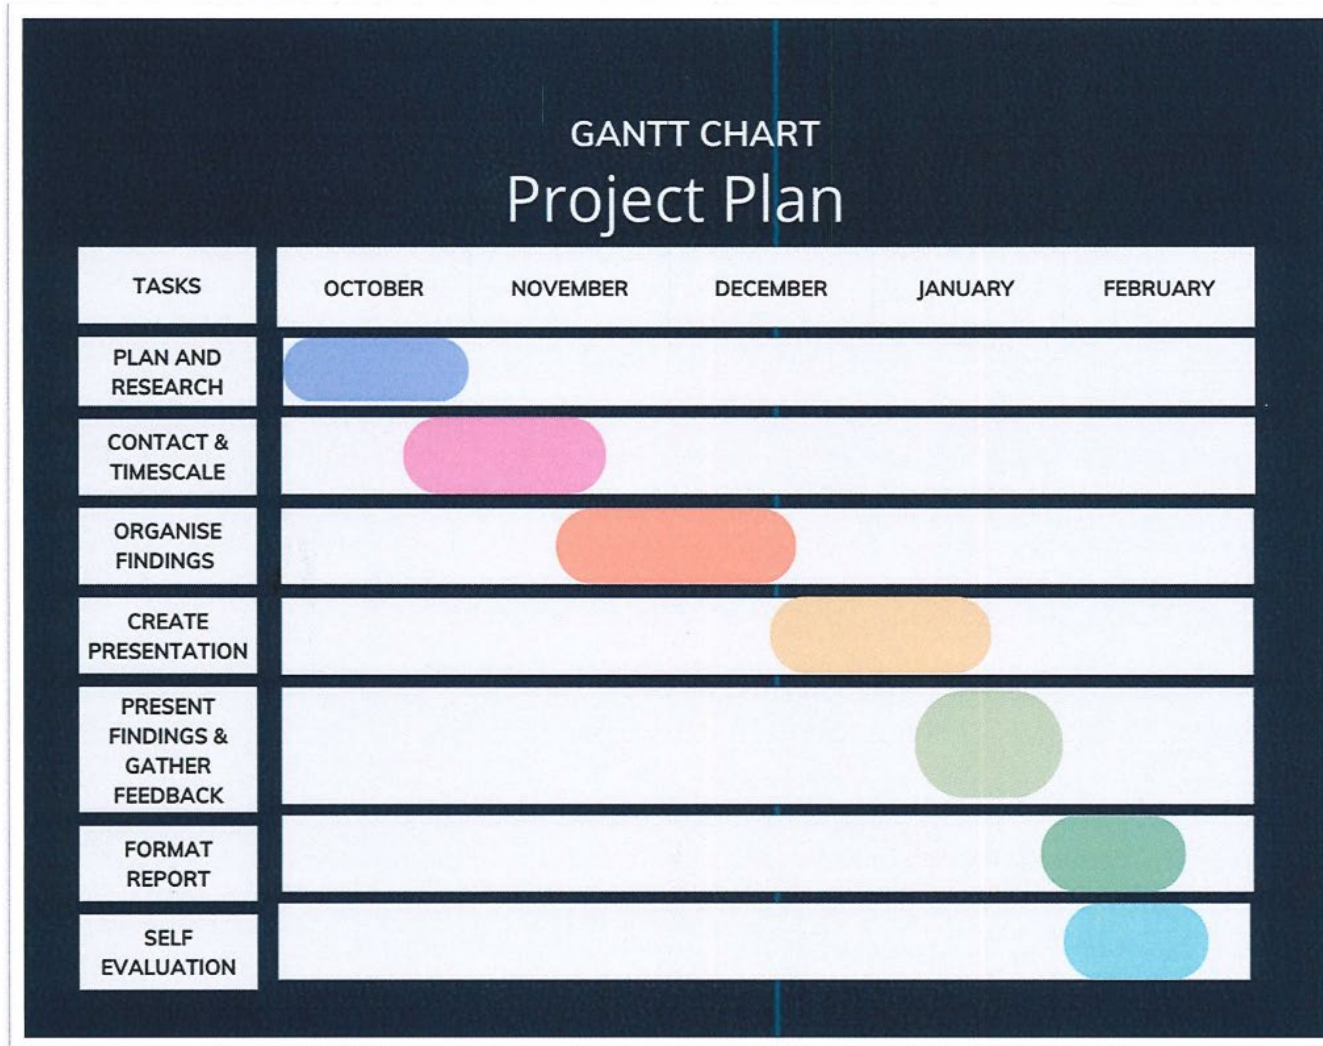 GANTT CHART
Project Plan
TASKS OCTOBER NOVEMBER DECEMBER JANUARY FEBRUARY
PLAN AND
RESEARCH
CONTACT &
TIMESCALE
ORGANISE
FINDINGS
CREATE
PRESENTATION
PRESENT
FINDINGS &
GATHER
FEEDBACK
FORMAT
REPORT
SELF
EVALUATION